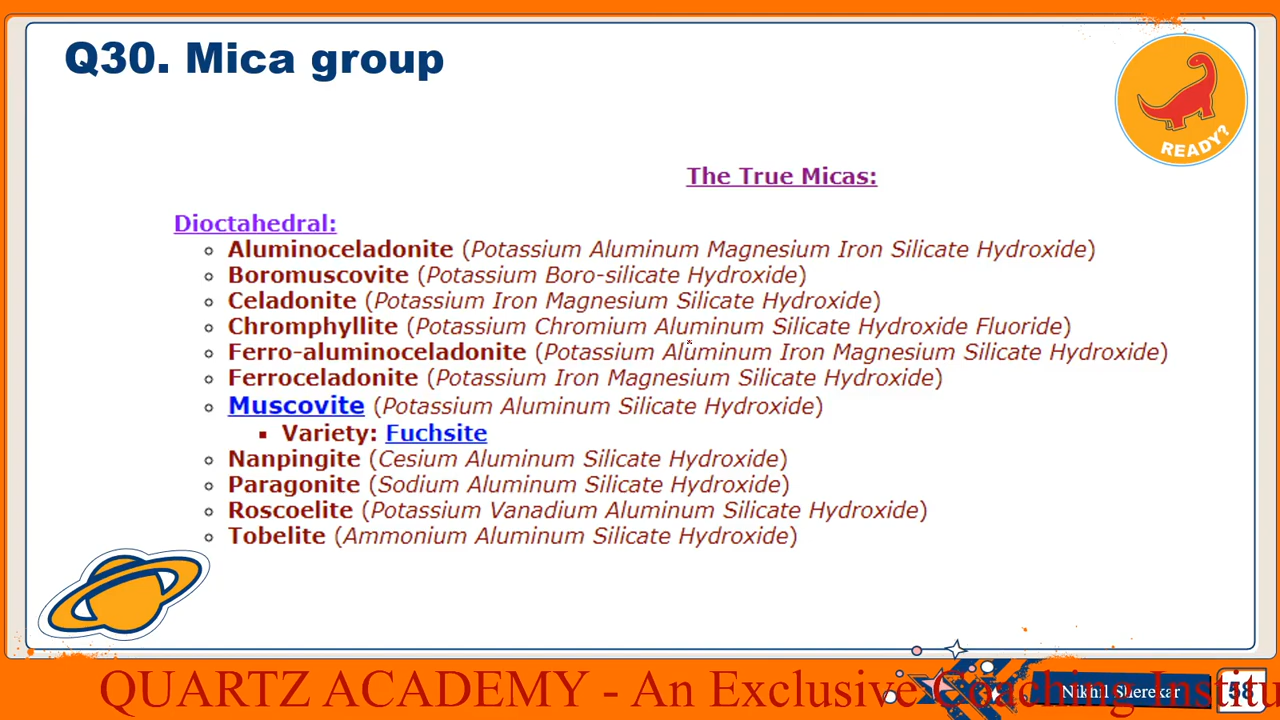 Q30. Mica group
READY?
The True Micas:
Dioctahedral:
Aluminoceladonite (Potassium Aluminum Magnesium Iron Silicate Hydroxide)
Boromuscovite (Potassium Boro-silicate Hydroxide)
Celadonite (Potassium Iron Magnesium Silicate Hydroxide)
Chromphyllite (Potassium Chromium Aluminum Silicate Hydroxide Fluoride)
Ferro-aluminoceladonite (Potassium Aluminum Iron Magnesium Silicate Hydroxide)
Ferroceladonite (Potassium Iron Magnesium Silicate Hydroxide)
Muscovite (Potassium Aluminum Silicate Hydroxide)
Variety: Fuchsite
Nanpingite (Cesium Aluminum Silicate Hydroxide)
Paragonite (Sodium Aluminum Silicate Hydroxide)
Roscoelite (Potassium Vanadium Aluminum Silicate Hydroxide)
Tobelite (Ammonium Aluminum Silicate Hydroxide)
QUARTZ ACADEMY - An Exclusive Coaching Institu
Nikhil Sherekar
58